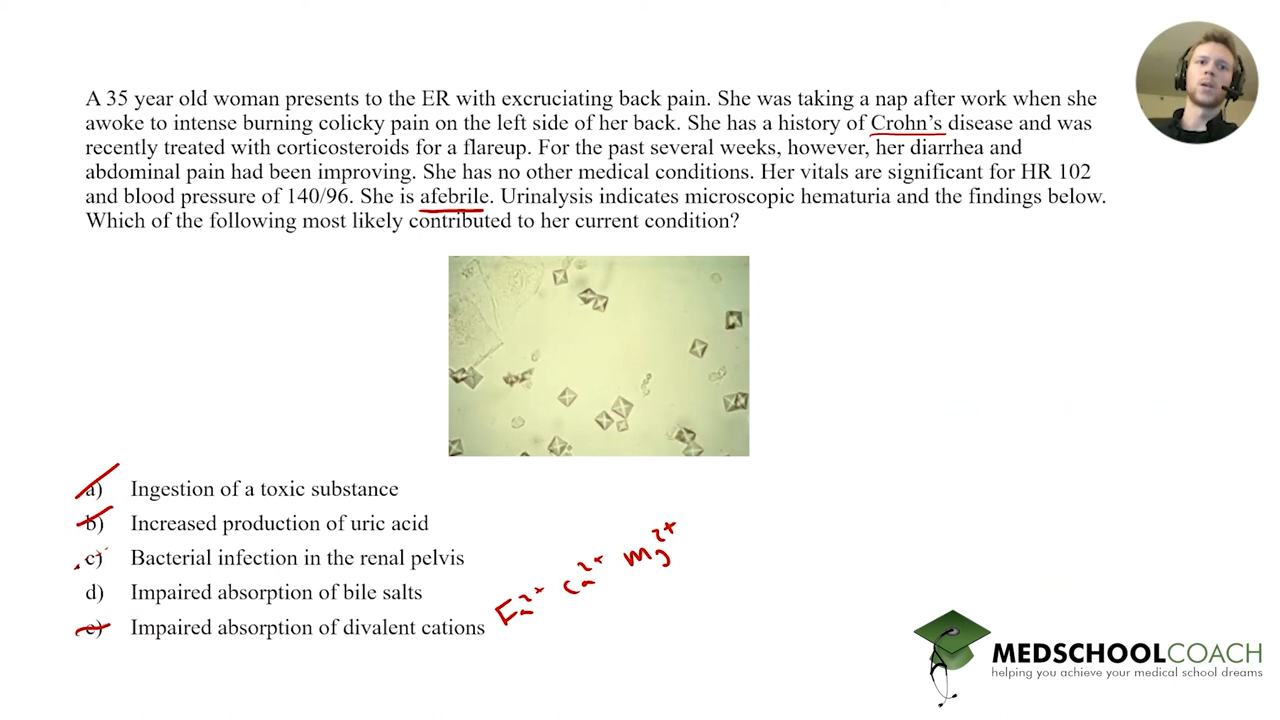 A 35 year old woman presents to the ER with excruciating back pain. She was taking a nap after work when she
awoke to intense burning colicky pain on the left side of her back. She has a history of Crohn’s disease and was
recently treated with corticosteroids for a flareup. For the past several weeks, however, her diarrhea and
abdominal pain had been improving. She has no other medical conditions. Her vitals are significant for HR 102
and blood pressure of 140/96. She is afebrile. Urinalysis indicates microscopic hematuria and the findings below.
Which of the following most likely contributed to her current condition?
a) Ingestion of a toxic substance
b) Increased production of uric acid
c) Bacterial infection in the renal pelvis
d) Impaired absorption of bile salts
e) Impaired absorption of divalent cations
Ca2+ Mg2+
MEDSCHOOLCOACH
helping you achieve your medical school dreams